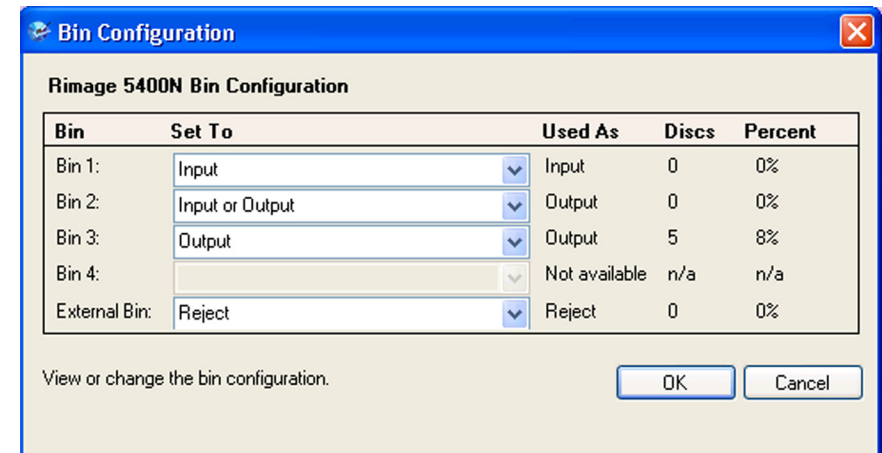 Bin Configuration
Rimage 5400N Bin Configuration
Bin Set To Used As Discs Percent
Bin 1: Input Input 0 0%
Bin 2: Input or Output Output 0 0%
Bin 3: Output Output 5 8%
Bin 4: Not available n/a n/a
External Bin: Reject Reject 0 0%
View or change the bin configuration. OK Cancel